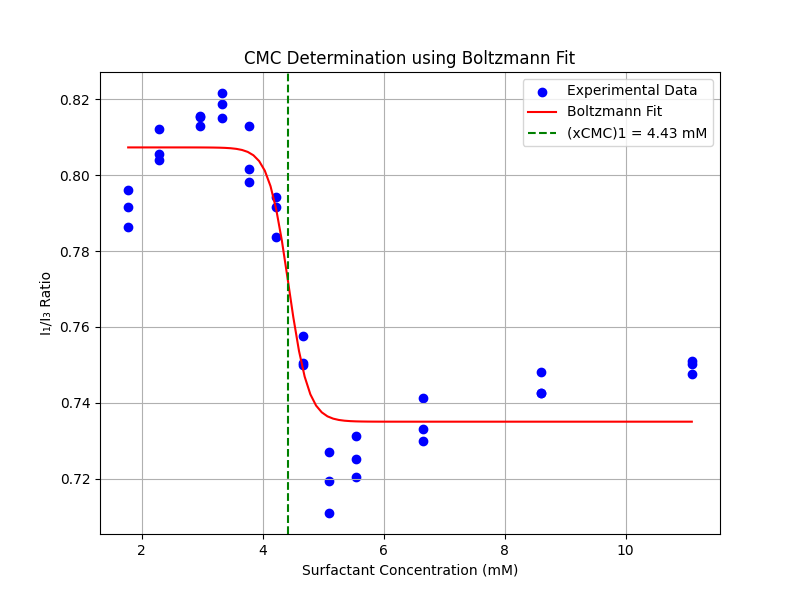 CMC Determination using Boltzmann Fit
Experimental Data
Boltzmann Fit
(xCMC)1 = 4.43 mM
I₁/I₃ Ratio
0.82
0.80
0.78
0.76
0.74
0.72
2 4 6 8 10
Surfactant Concentration (mM)